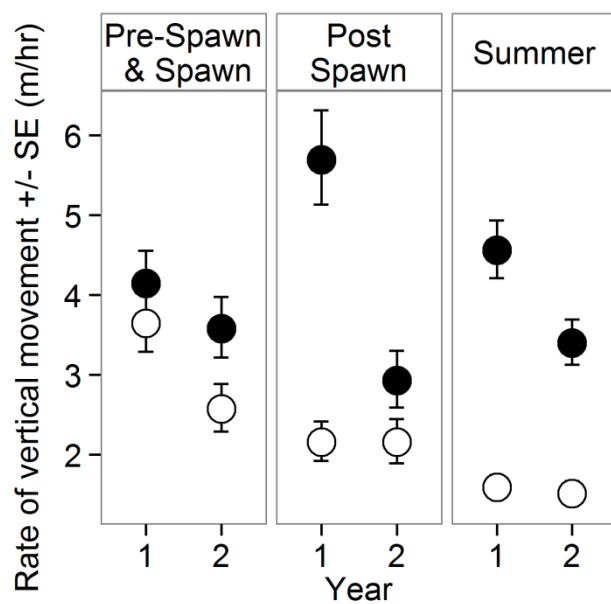 Pre-Spawn
& Spawn
Post
Spawn
Summer
Rate of vertical movement +/- SE (m/hr)
6
5
4
3
2
1 2 1 2 1 2
Year